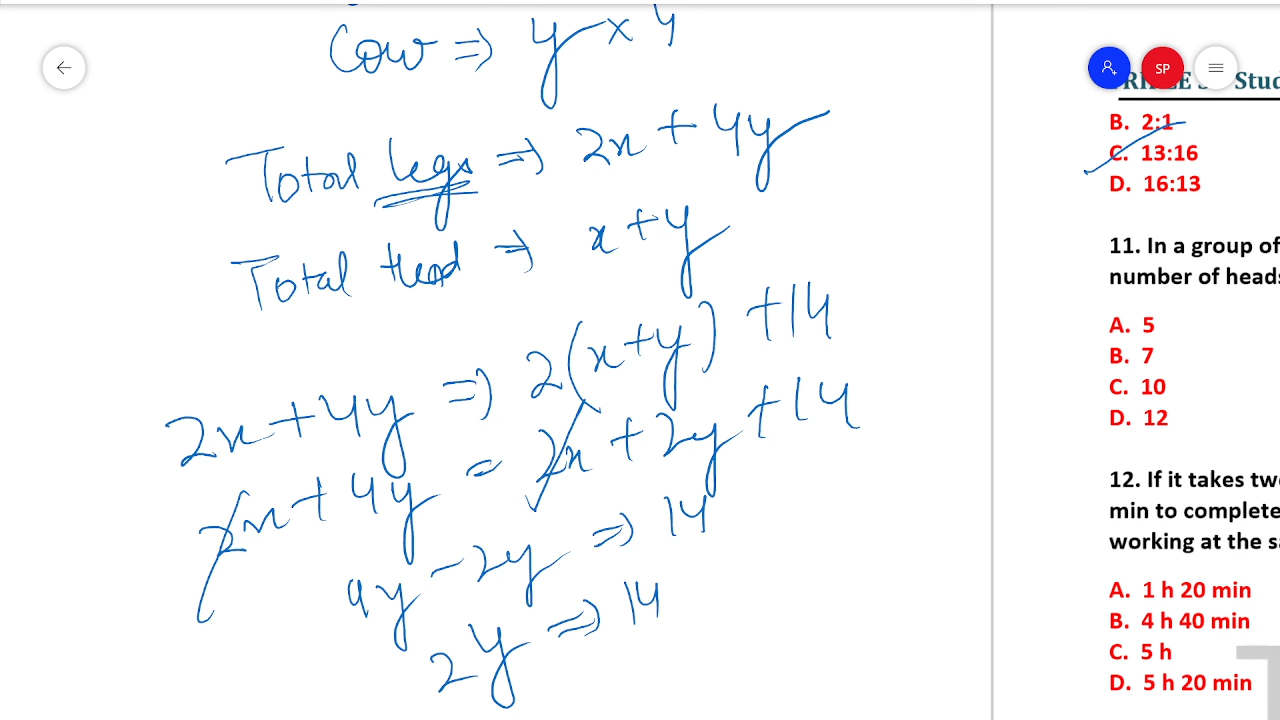 Cow ⇒ y × 4
Total legs ⇒ 2x + 4y
Total Head ⇒ x + y
2x + 4y ⇒ 2(x + y) + 14
2x + 4y = 2x + 2y + 14
4y - 2y ⇒ 14
2y ⇒ 14
SP
Stud
B. 2:1
C. 13:16
D. 16:13
11. In a group of
number of heads
A. 5
B. 7
C. 10
D. 12
12. If it takes two
min to complete
working at the sa
A. 1 h 20 min
B. 4 h 40 min
C. 5 h
D. 5 h 20 min